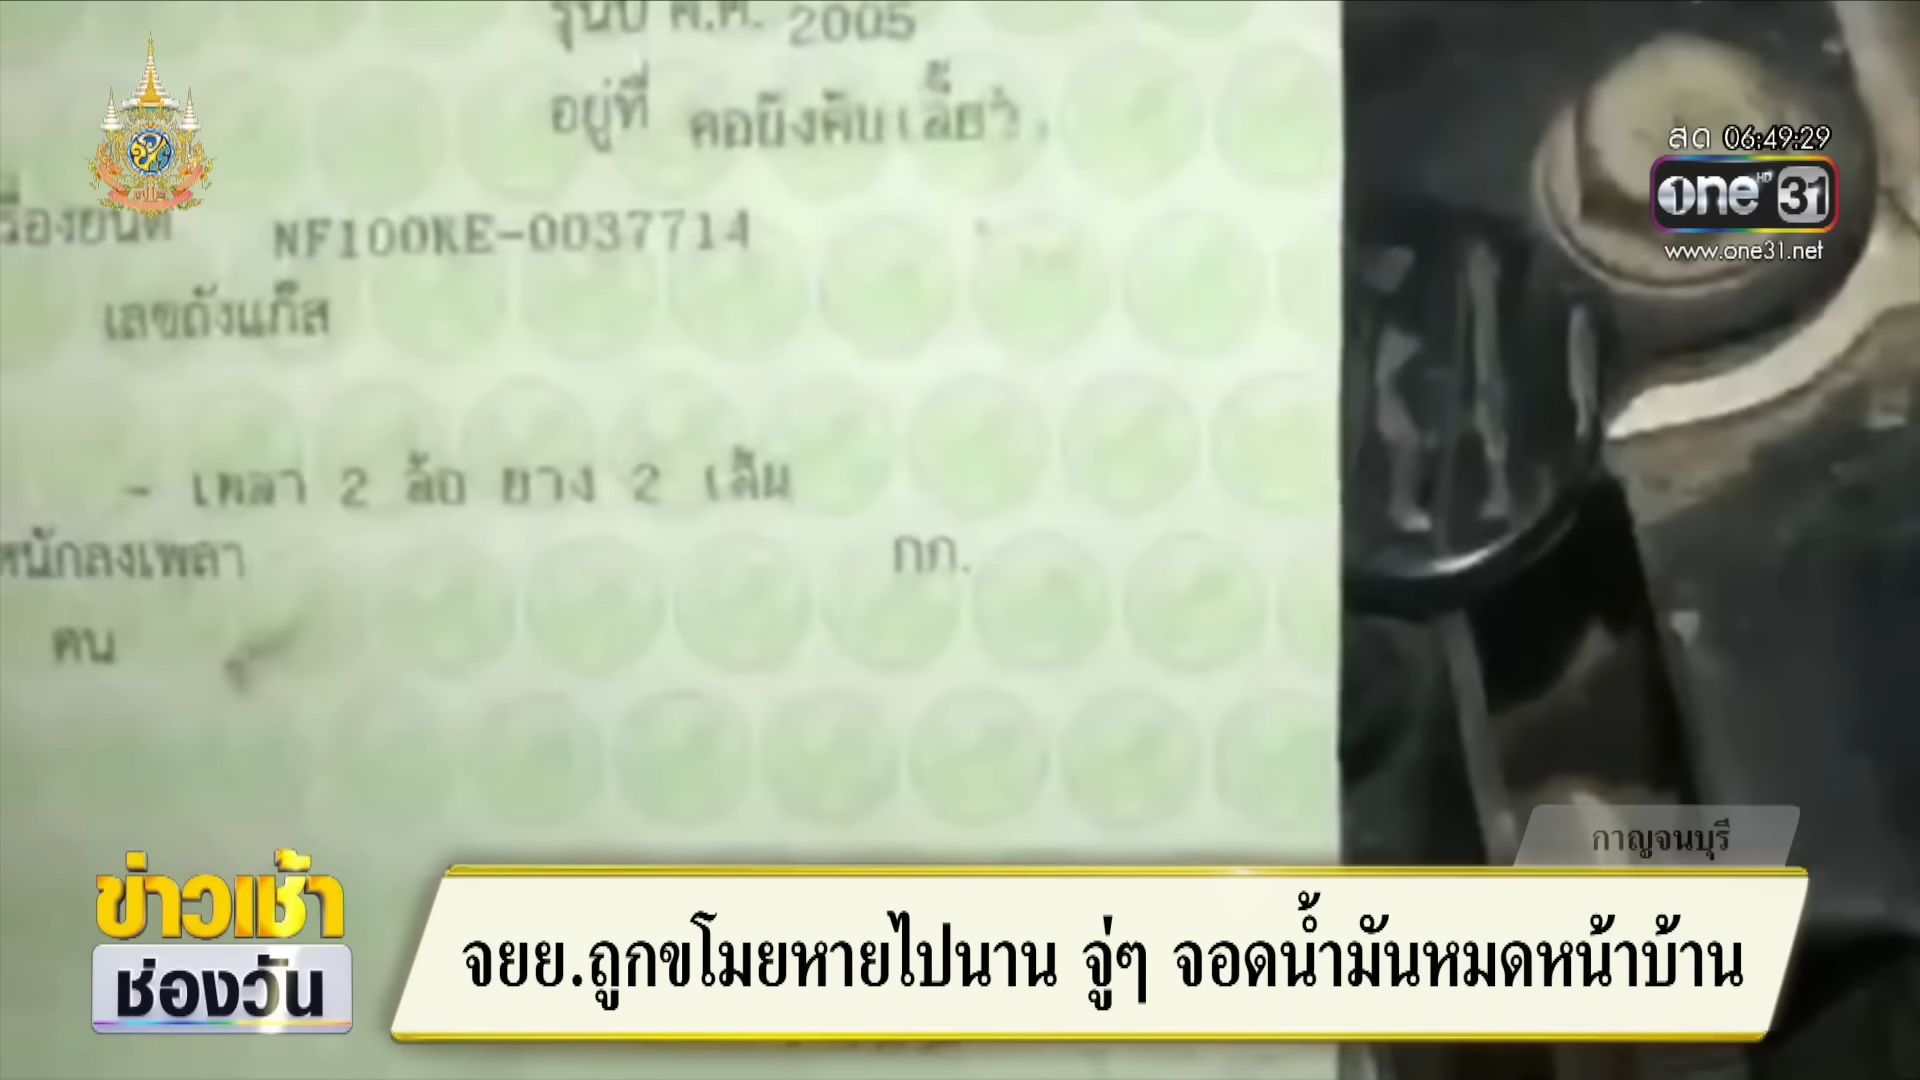 รุ่นปี ค.ศ. 2005
สด 06:49:29
อยู่ที่ คอยึงคับเลี้ยว,
one HD 31
www.one31.net
รื่องยนต์ NF100KE-0037714
เลขถังแก๊ส
- เพลา 2 ล้อ ยาง 2 เส้น
หนักลงเพลา กก.
คน
กาญจนบุรี
ข่าวเช้า
ช่องวัน
จยย.ถูกขโมยหายไปนาน จู่ๆ จอดน้ำมันหมดหน้าบ้าน